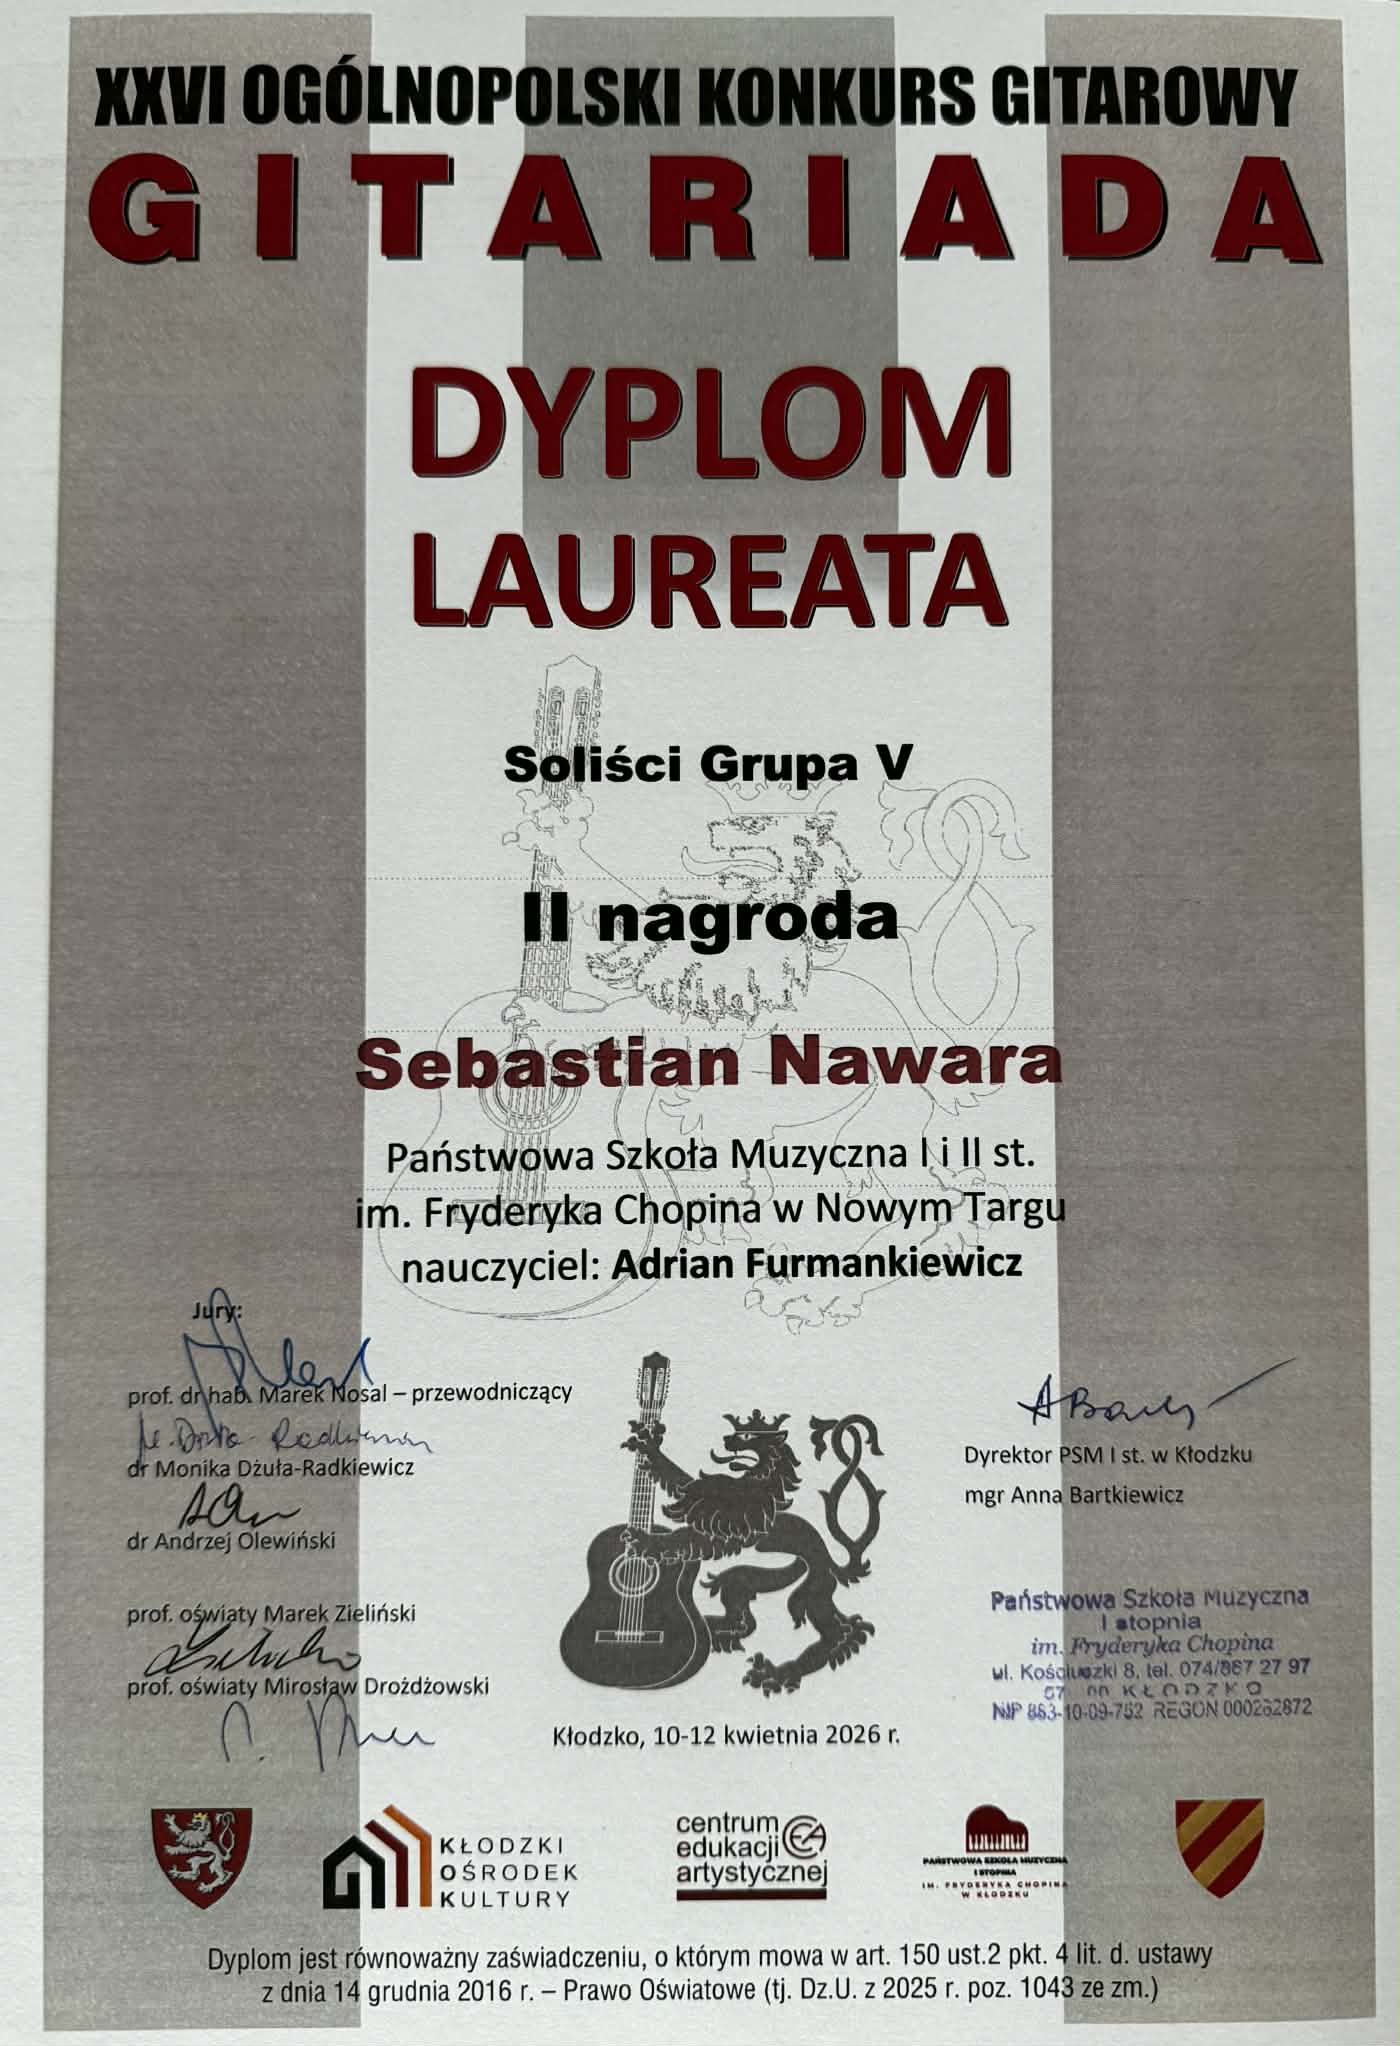 XXVI OGÓLNOPOLSKI KONKURS GITAROWY
GITARIADA
DYPLOM
LAUREATA
Soliści Grupa V
II nagroda
Sebastian Nawara
Państwowa Szkoła Muzyczna I i II st.
im. Fryderyka Chopina w Nowym Targu
nauczyciel: Adrian Furmankiewicz
Jury:
prof. dr hab. Marek Nosal – przewodniczący
dr Monika Dżuła-Radkiewicz
dr Andrzej Olewiński
prof. oświaty Marek Zieliński
prof. oświaty Mirosław Drożdżowski
Dyrektor PSM I st. w Kłodzku
mgr Anna Bartkiewicz
Państwowa Szkoła Muzyczna
I stopnia
im. Fryderyka Chopina
ul. Kościuszki 8, tel. 074/867 27 97
KŁODZKO
NIP 883-10-09-752 REGON 000262872
Kłodzko, 10-12 kwietnia 2026 r.
KŁODZKI
OŚRODEK
KULTURY
centrum
edukacji
artystycznej
CEA
PAŃSTWOWA SZKOŁA MUZYCZNA
I STOPNIA
IM. FRYDERYKA CHOPINA
W KŁODZKU
Dyplom jest równoważny zaświadczeniu, o którym mowa w art. 150 ust.2 pkt. 4 lit. d. ustawy
z dnia 14 grudnia 2016 r. – Prawo Oświatowe (tj. Dz.U. z 2025 r. poz. 1043 ze zm.)